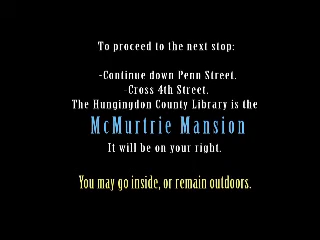 To proceed to the next stop:
-Continue down Penn Street.
-Cross 4th Street.
The Hungingdon County Library is the
McMurtrie Mansion
It will be on your right.
You may go inside, or remain outdoors.